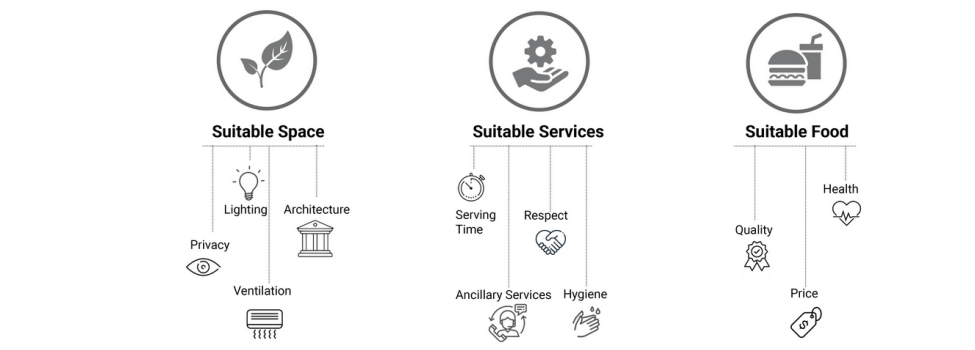 Suitable Space
Suitable Services
Suitable Food
Lighting
Architecture
Privacy
Ventilation
Serving
Time
Respect
Ancillary Services
Hygiene
Health
Quality
Price